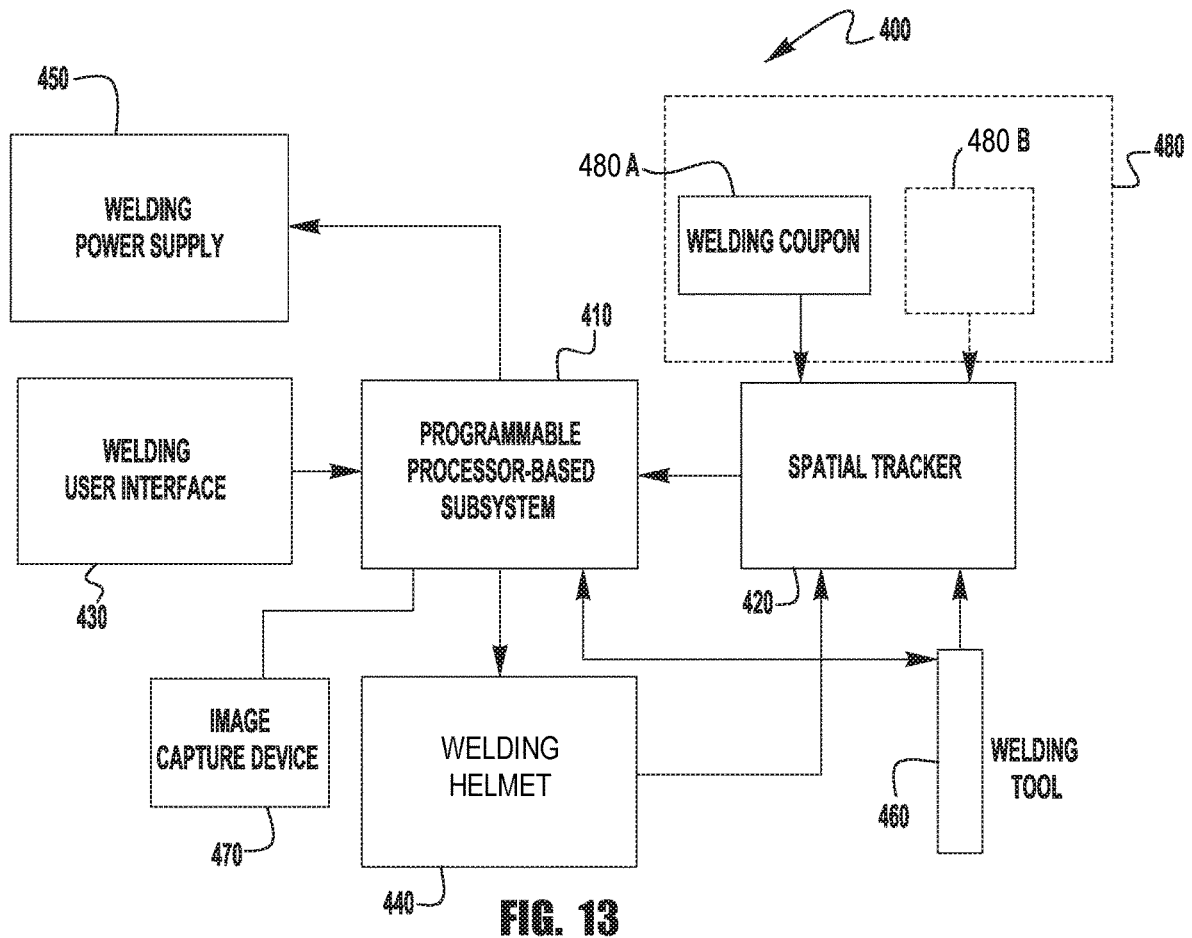 400
450
480 A
480 B
480
WELDING
POWER SUPPLY
WELDING COUPON
410
WELDING
USER INTERFACE
PROGRAMMABLE
PROCESSOR-BASED
SUBSYSTEM
SPATIAL TRACKER
430
420
IMAGE
CAPTURE DEVICE
WELDING
HELMET
WELDING
TOOL
460
470
440
FIG. 13